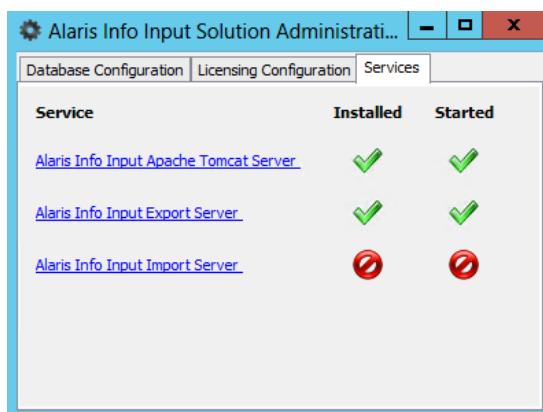 Alaris Info Input Solution Administrati...
Database Configuration Licensing Configuration Services
Service Installed Started
Alaris Info Input Apache Tomcat Server
Alaris Info Input Export Server
Alaris Info Input Import Server